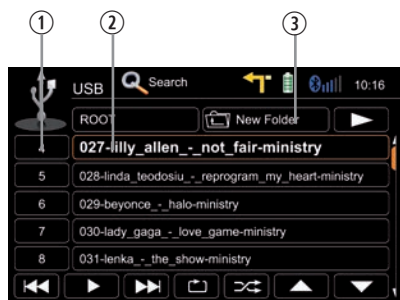 1 2 3
USB Search 10:16
ROOT New Folder
4 027-lilly_allen_-_not_fair-ministry
5 028-linda_teodosiu_-_reprogram_my_heart-ministry
6 029-beyonce_-_halo-ministry
7 030-lady_gaga_-_love_game-ministry
8 031-lenka_-_the_show-ministry